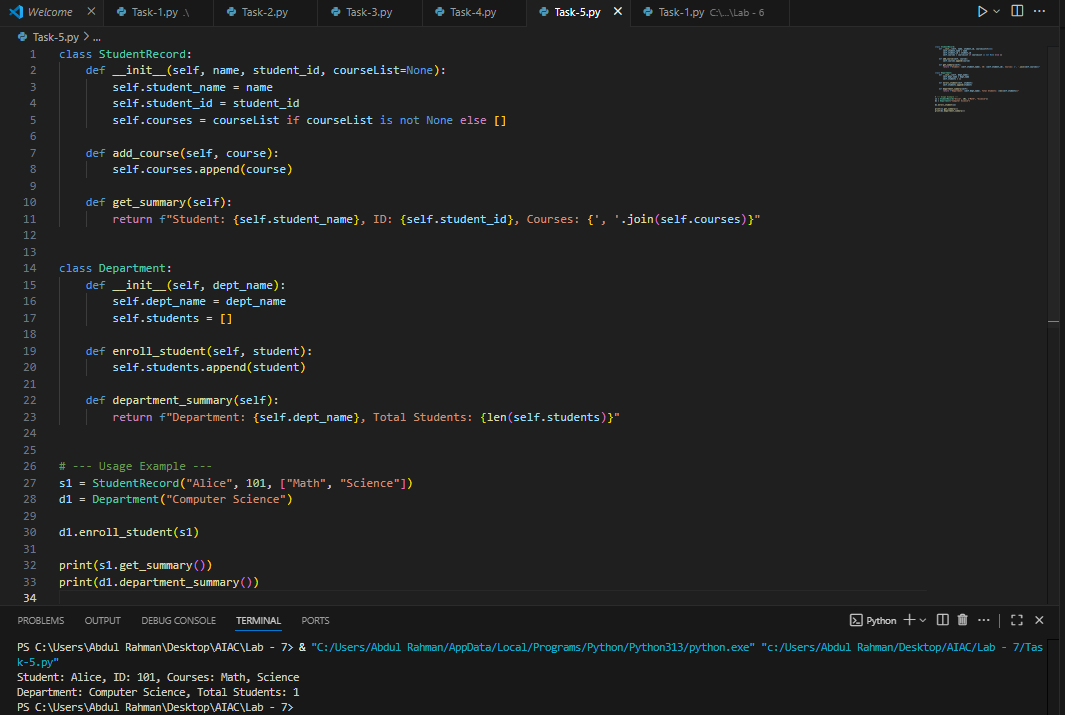 Welcome
Task-1.py .\
Task-2.py
Task-3.py
Task-4.py
Task-5.py
Task-1.py C:\...\Lab - 6
Task-5.py > ...
1 class StudentRecord:
2     def __init__(self, name, student_id, courseList=None):
3         self.student_name = name
4         self.student_id = student_id
5         self.courses = courseList if courseList is not None else []
6
7     def add_course(self, course):
8         self.courses.append(course)
9
10     def get_summary(self):
11         return f"Student: {self.student_name}, ID: {self.student_id}, Courses: {', '.join(self.courses)}"
12
13
14 class Department:
15     def __init__(self, dept_name):
16         self.dept_name = dept_name
17         self.students = []
18
19     def enroll_student(self, student):
20         self.students.append(student)
21
22     def department_summary(self):
23         return f"Department: {self.dept_name}, Total Students: {len(self.students)}"
24
25
26 # --- Usage Example ---
27 s1 = StudentRecord("Alice", 101, ["Math", "Science"])
28 d1 = Department("Computer Science")
29
30 d1.enroll_student(s1)
31
32 print(s1.get_summary())
33 print(d1.department_summary())
34
PROBLEMS OUTPUT DEBUG CONSOLE TERMINAL PORTS
Python
PS C:\Users\Abdul Rahman\Desktop\AIAC\Lab - 7> & "C:/Users/Abdul Rahman/AppData/Local/Programs/Python/Python313/python.exe" "c:/Users/Abdul Rahman/Desktop/AIAC/Lab - 7/Tas
k-5.py"
Student: Alice, ID: 101, Courses: Math, Science
Department: Computer Science, Total Students: 1
PS C:\Users\Abdul Rahman\Desktop\AIAC\Lab - 7>